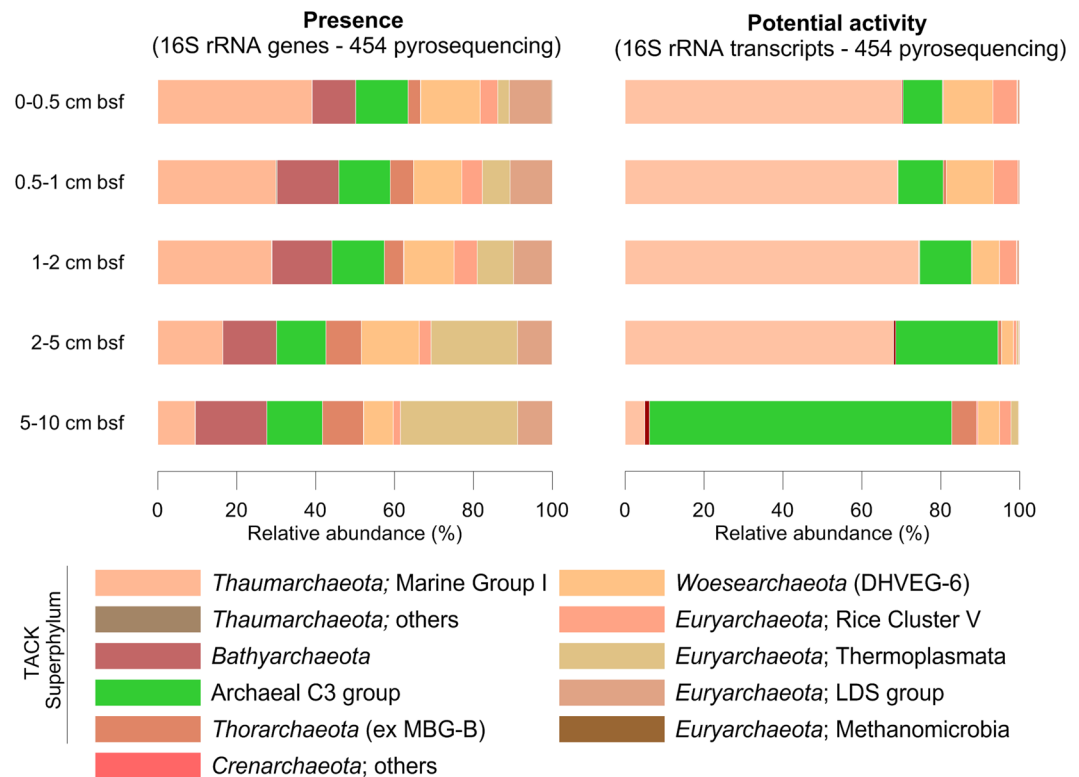 Presence
(16S rRNA genes - 454 pyrosequencing)
Potential activity
(16S rRNA transcripts - 454 pyrosequencing)
0-0.5 cm bsf
0.5-1 cm bsf
1-2 cm bsf
2-5 cm bsf
5-10 cm bsf
0 20 40 60 80 100
Relative abundance (%)
0 20 40 60 80 100
Relative abundance (%)
TACK
Superphylum
Thaumarchaeota; Marine Group I
Thaumarchaeota; others
Bathyarchaeota
Archaeal C3 group
Thorarchaeota (ex MBG-B)
Crenarchaeota; others
Woesearchaeota (DHVEG-6)
Euryarchaeota; Rice Cluster V
Euryarchaeota; Thermoplasmata
Euryarchaeota; LDS group
Euryarchaeota; Methanomicrobia